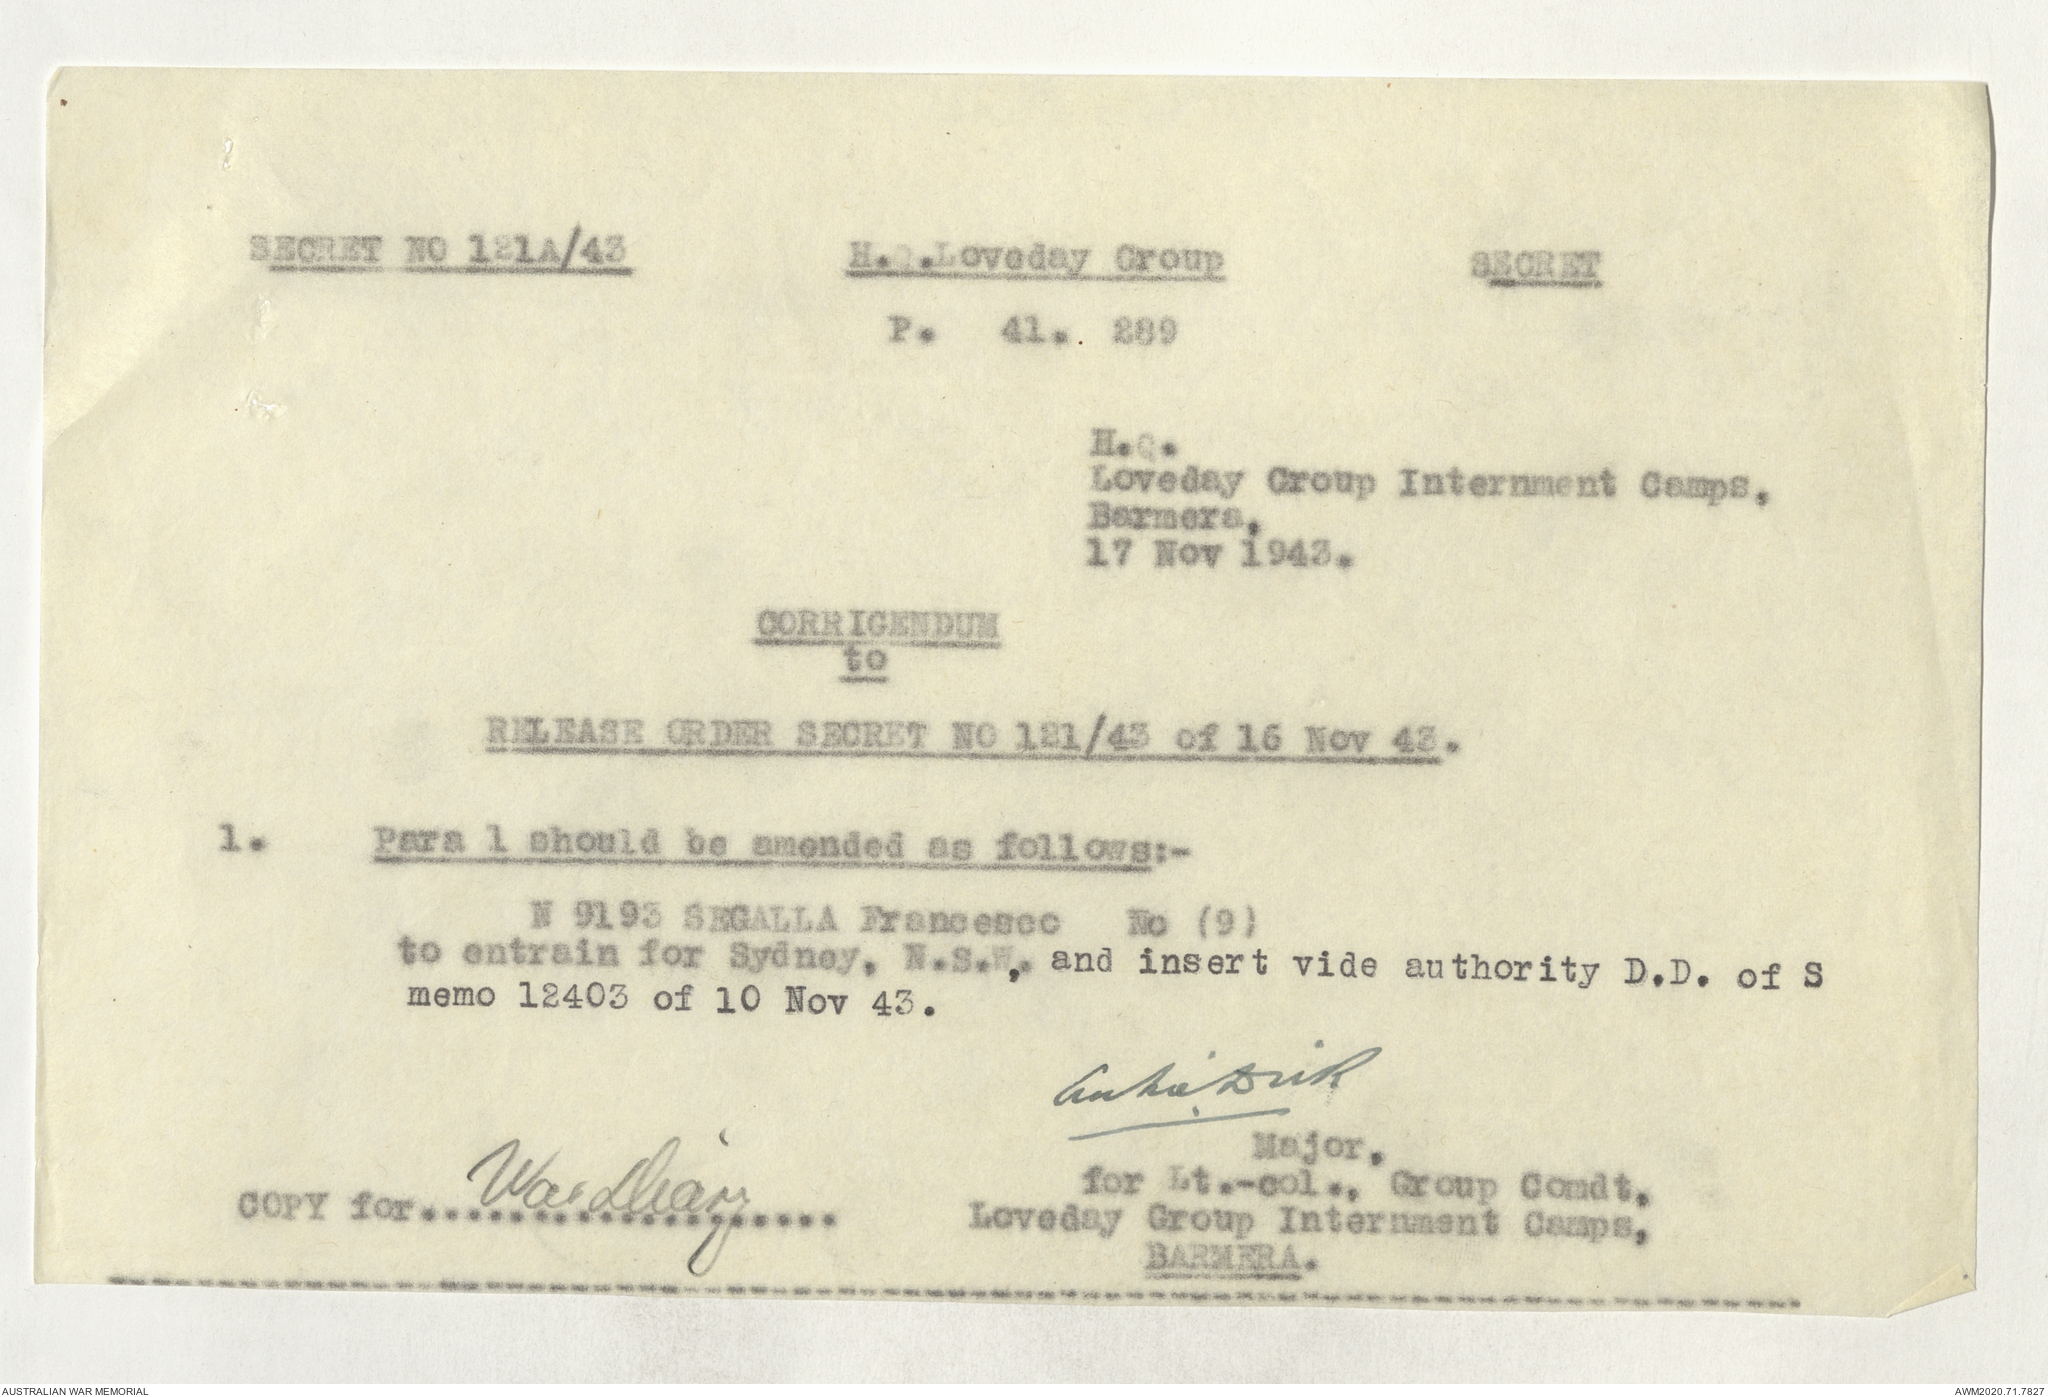 SECRET NO 121A/43 H.Q.Loveday Group SECRET
P. 41. 289
H.Q.
Loveday Group Internment Camps,
Barmera,
17 Nov 1943.
CORRIGENDUM
to
RELEASE ORDER SECRET NO 121/43 of 16 Nov 43.
1. Para 1 should be amended as follows:-
N 9193 SEGALLA Francesco No (9)
to entrain for Sydney, N.S.W., and insert vide authority D.D. of S
memo 12403 of 10 Nov 43.
Major,
for Lt.-col., Group Comdt.
COPY for.....War Diary..... Loveday Group Internment Camps,
BARMERA.
AUSTRALIAN WAR MEMORIAL AWM2020.71.7827